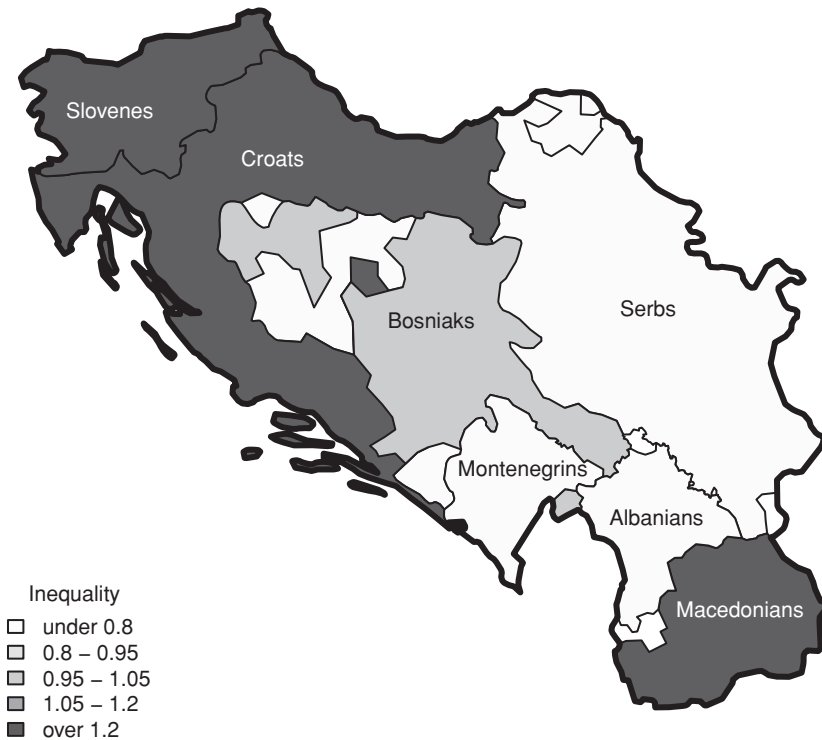 Slovenes
Croats
Serbs
Bosniaks
Montenegrins
Albanians
Macedonians
Inequality
under 0.8
0.8 − 0.95
0.95 − 1.05
1.05 − 1.2
over 1.2